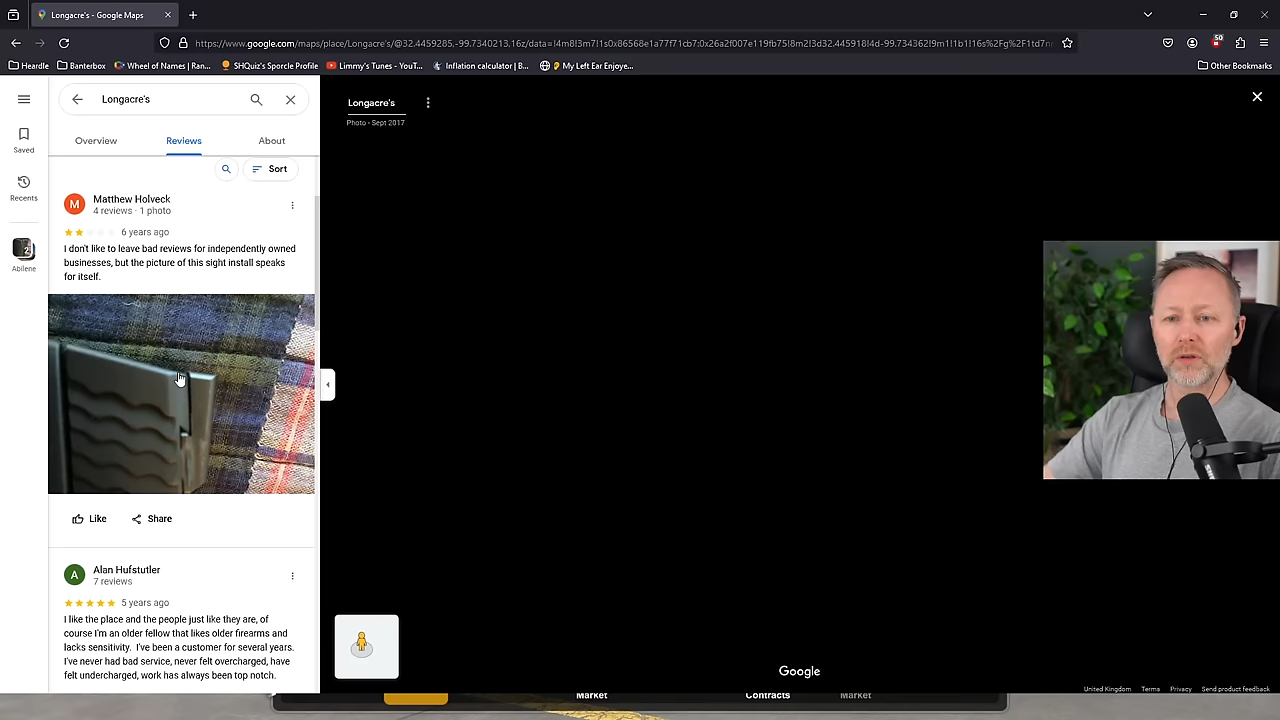 Longacre's - Google Maps
https://www.google.com/maps/place/Longacre's/@32.4459285,-99.7340213,16z/data=!4m8!3m7!1s0x86568e1a77f71cb7:0x26a2f007e119fb75!8m2!3d32.445918!4d-99.734362!9m1!1b1!16s%2Fg%2F1td7n
50
Heardle
Banterbox
Wheel of Names | Ran...
SHQuiz's Sporcle Profile
Limmy's Tunes - YouT...
Inflation calculator | B...
My Left Ear Enjoye...
Other Bookmarks
Longacre's
Saved
Recents
Abilene
Overview
Reviews
About
Sort
M
Matthew Holveck
4 reviews · 1 photo
6 years ago
I don't like to leave bad reviews for independently owned
businesses, but the picture of this sight install speaks
for itself.
Like
Share
A
Alan Hufstutler
7 reviews
5 years ago
I like the place and the people just like they are, of
course I'm an older fellow that likes older firearms and
lacks sensitivity. I've been a customer for several years.
I've never had bad service, never felt overcharged, have
felt undercharged, work has always been top notch.
Longacre's
Photo - Sept 2017
Google
United Kingdom
Terms
Privacy
Send product feedback
Market
Contracts
Market